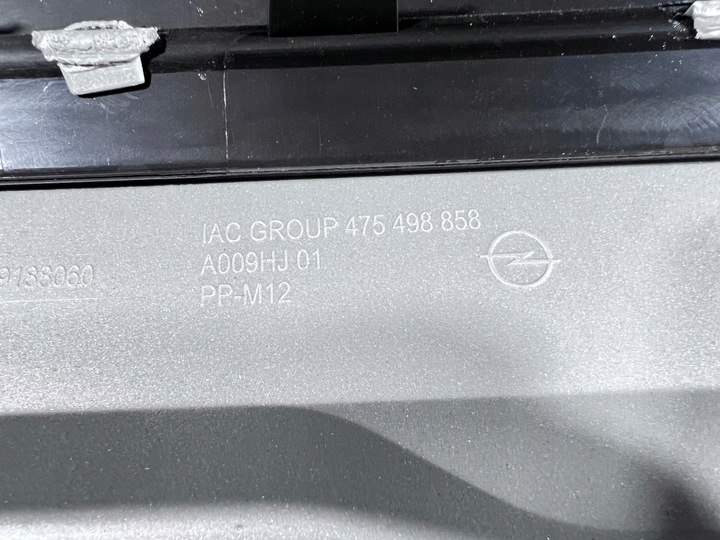 IAC GROUP 475 498 858
A009HJ 01
9188060
PP-M12